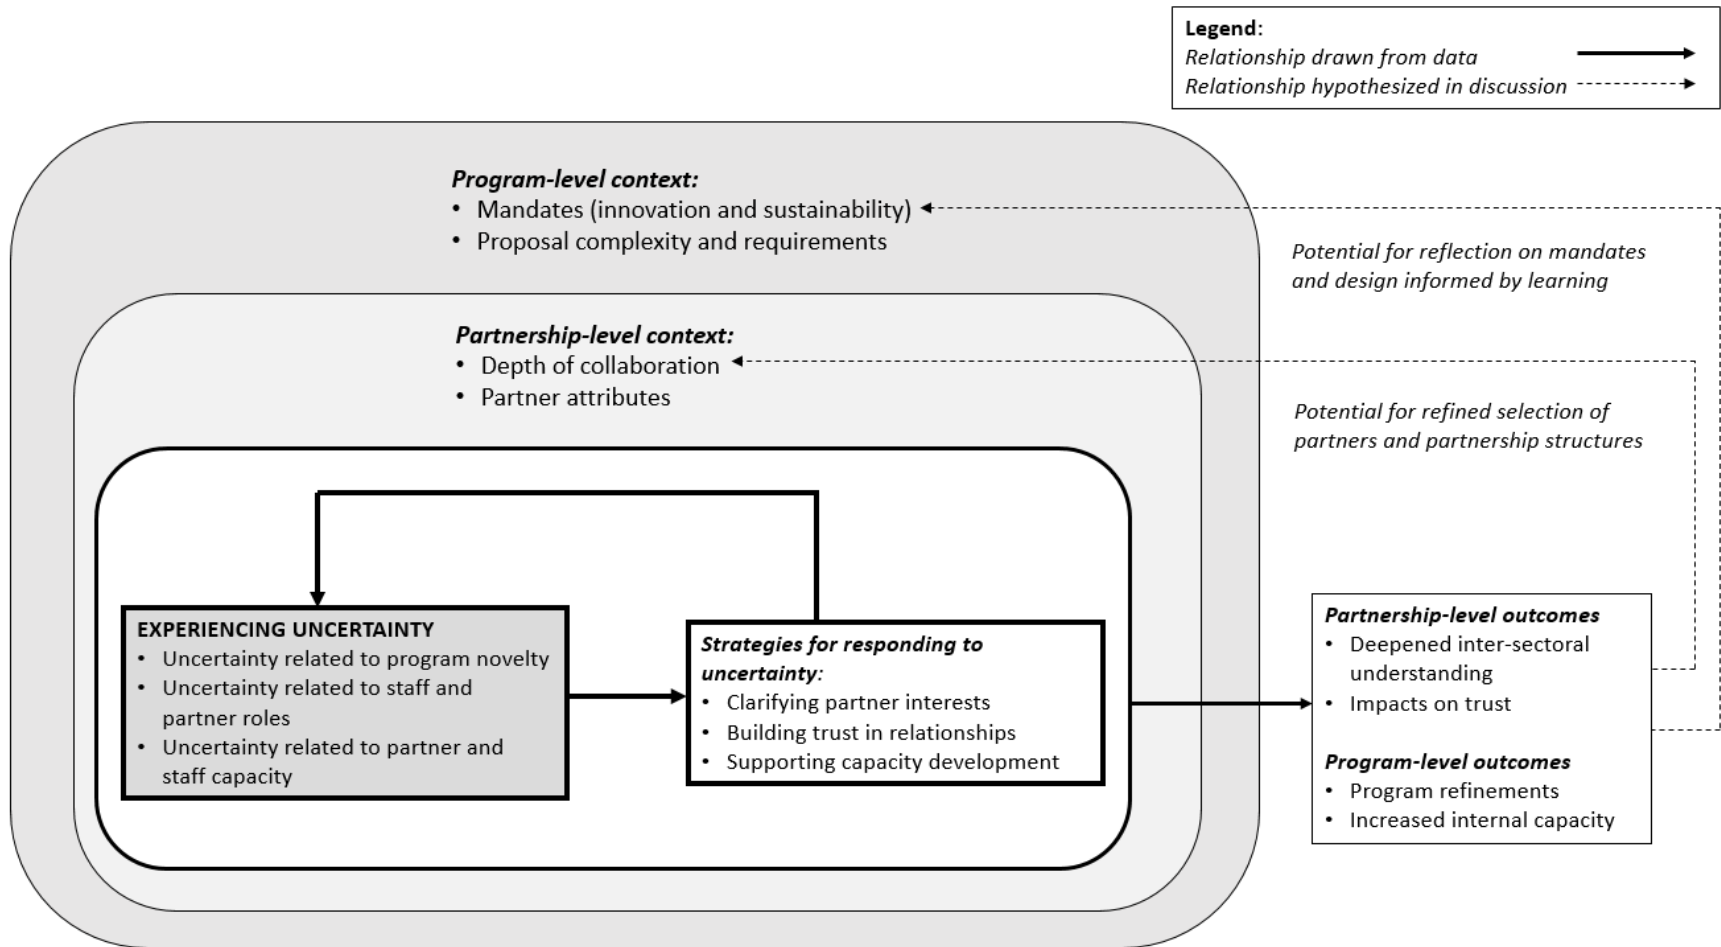 Legend:
Relationship drawn from data
Relationship hypothesized in discussion
Program-level context:
• Mandates (innovation and sustainability)
• Proposal complexity and requirements
Potential for reflection on mandates
and design informed by learning
Partnership-level context:
• Depth of collaboration
• Partner attributes
Potential for refined selection of
partners and partnership structures
EXPERIENCING UNCERTAINTY
• Uncertainty related to program novelty
• Uncertainty related to staff and
partner roles
• Uncertainty related to partner and
staff capacity
Strategies for responding to
uncertainty:
• Clarifying partner interests
• Building trust in relationships
• Supporting capacity development
Partnership-level outcomes
• Deepened inter-sectoral
understanding
• Impacts on trust
Program-level outcomes
• Program refinements
• Increased internal capacity